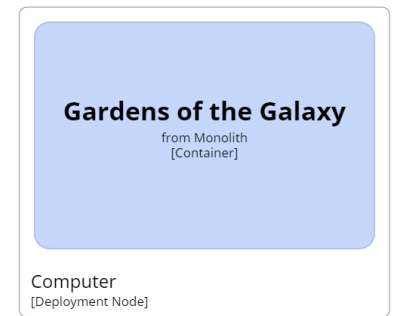 Gardens of the Galaxy
from Monolith
[Container]
Computer
[Deployment Node]